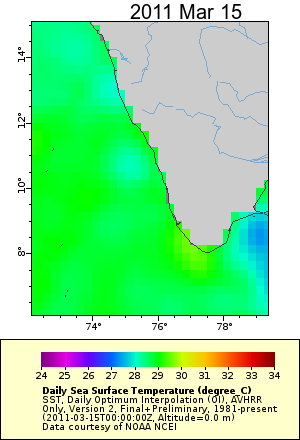 2011 Mar 15
14°
12°
10°
8°
74°
76°
78°
24 25 26 27 28 29 30 31 32 33 34
Daily Sea Surface Temperature (degree_C)
SST, Daily Optimum Interpolation (OI), AVHRR
Only, Version 2, Final+Preliminary, 1981-present
(2011-03-15T00:00:00Z, Altitude=0.0 m)
Data courtesy of NOAA NCEI